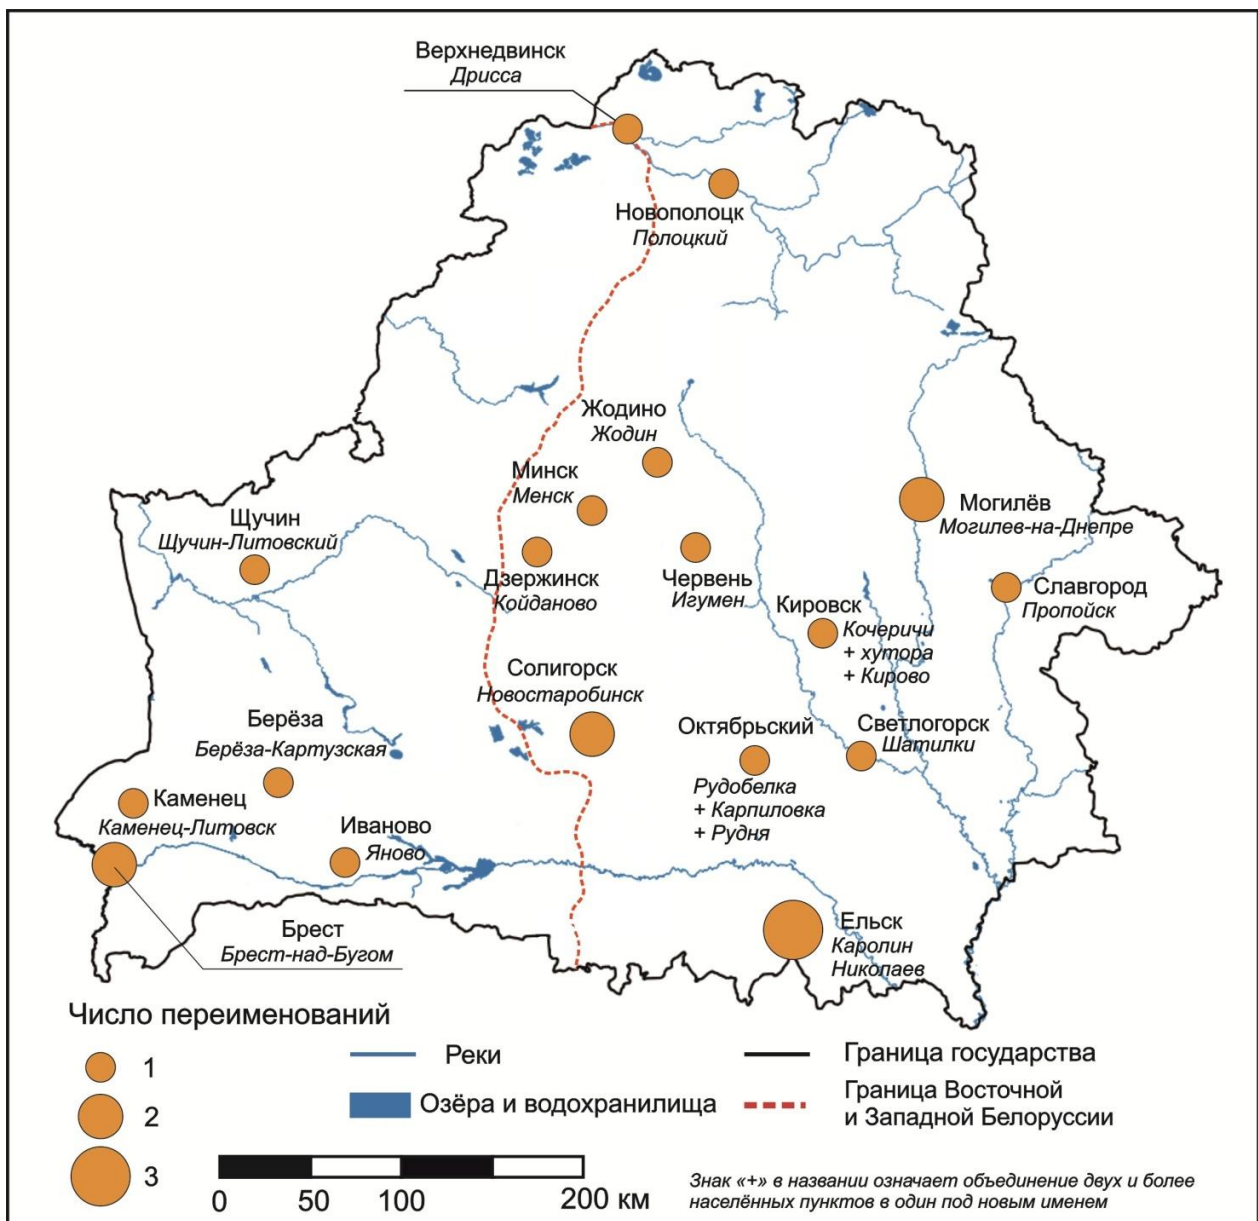 Верхнедвинск
Дрисса
Новополоцк
Полоцкий
Жодино
Жодин
Минск
Менск
Могилёв
Могилев-на-Днепре
Щучин
Щучин-Литовский
Дзержинск
Койданово
Червень
Игумен
Славгород
Пропойск
Кировск
Кочеричи
+ хутора
+ Кирово
Солигорск
Новостаробинск
Берёза
Берёза-Картузская
Октябрьский
Рудобелка
+ Карпиловка
+ Рудня
Светлогорск
Шатилки
Каменец
Каменец-Литовск
Иваново
Яново
Брест
Брест-над-Бугом
Ельск
Каролин
Николаев
Число переименований
1
2
3
Реки
Озёра и водохранилища
Граница государства
Граница Восточной
и Западной Белоруссии
0 50 100 200 км
Знак «+» в названии означает объединение двух и более
населённых пунктов в один под новым именем